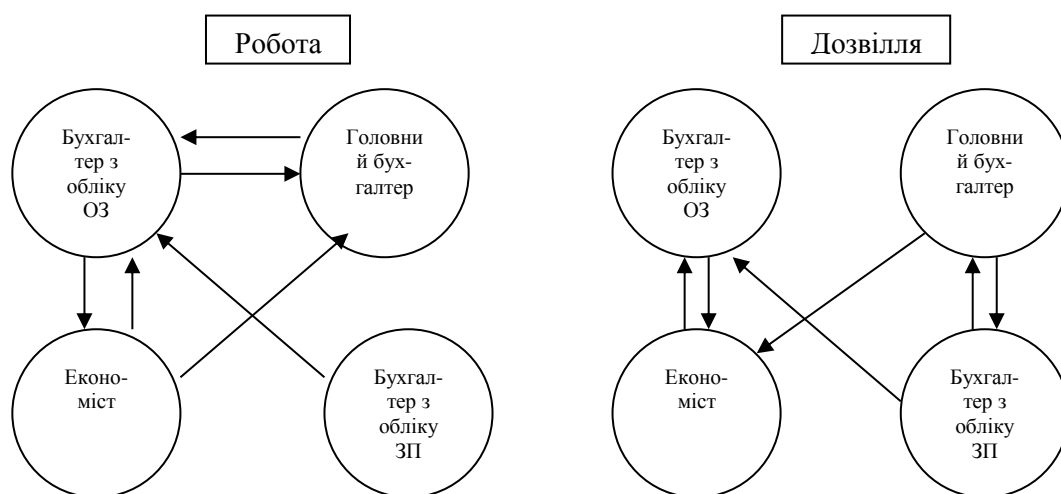 Робота
Бухгал-
тер з
обліку
ОЗ
Головни
й бух-
галтер
Еконо-
міст
Бухгал-
тер з
обліку
ЗП
Дозвілля
Бухгал-
тер з
обліку
ОЗ
Головни
й бух-
галтер
Еконо-
міст
Бухгал-
тер з
обліку
ЗП